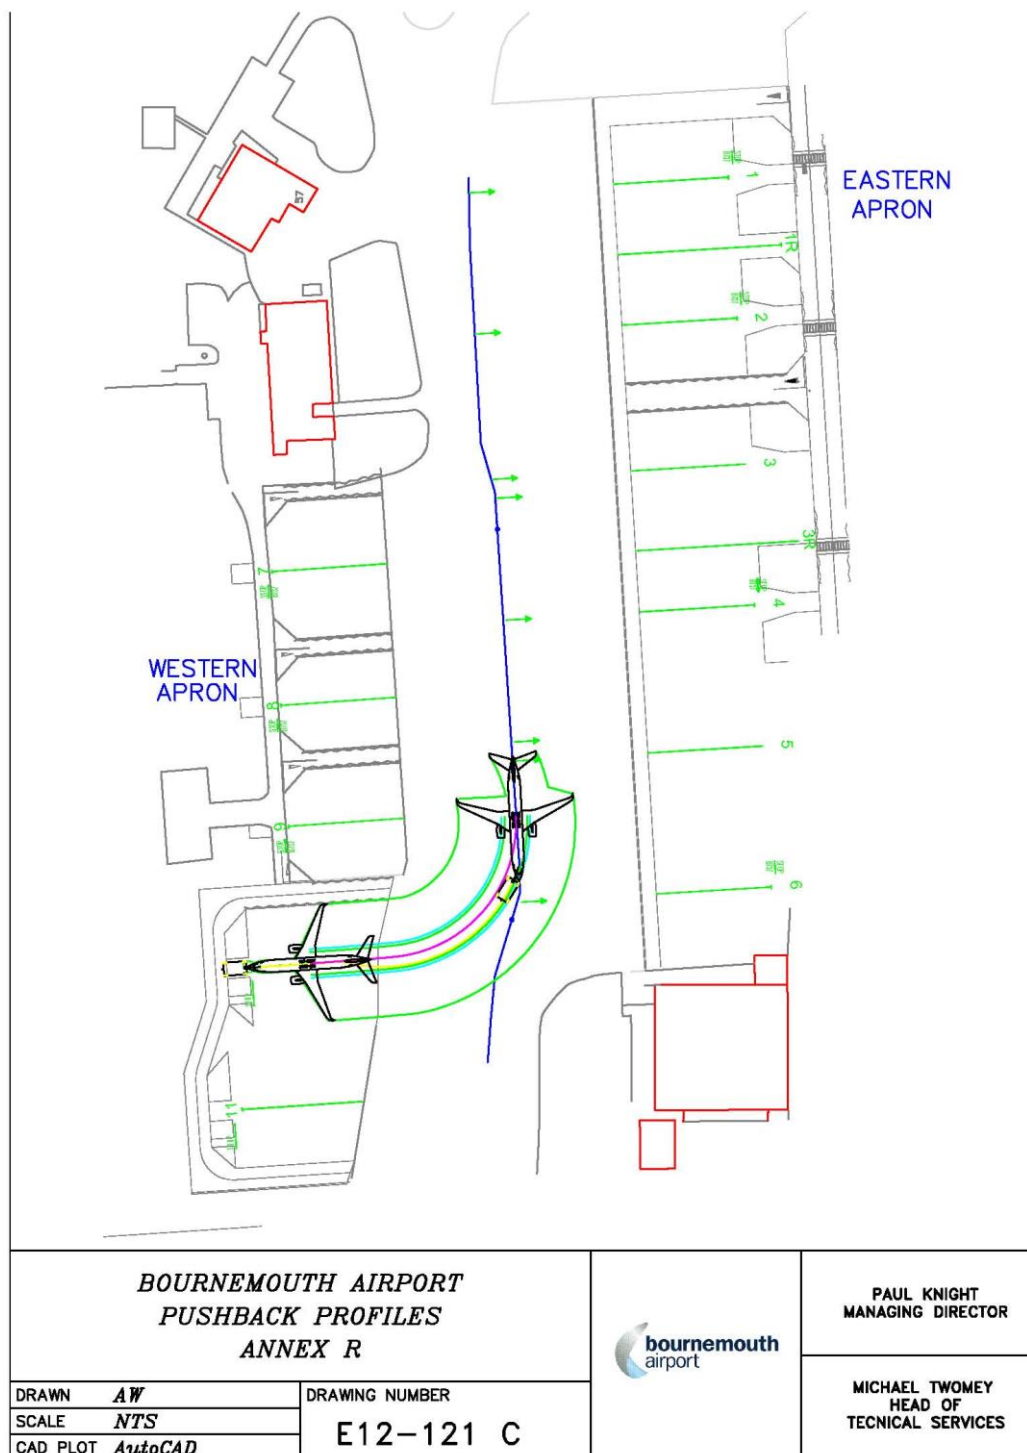 57
EASTERN
APRON
1
1R
2
3
3R
4
5
6
WESTERN
APRON
7
8
9
11
BOURNEMOUTH AIRPORT
PUSHBACK PROFILES
ANNEX R
bournemouth
airport
PAUL KNIGHT
MANAGING DIRECTOR
MICHAEL TWOMEY
HEAD OF
TECNICAL SERVICES
DRAWN AW
SCALE NTS
CAD PLOT AutoCAD
DRAWING NUMBER
E12-121 C